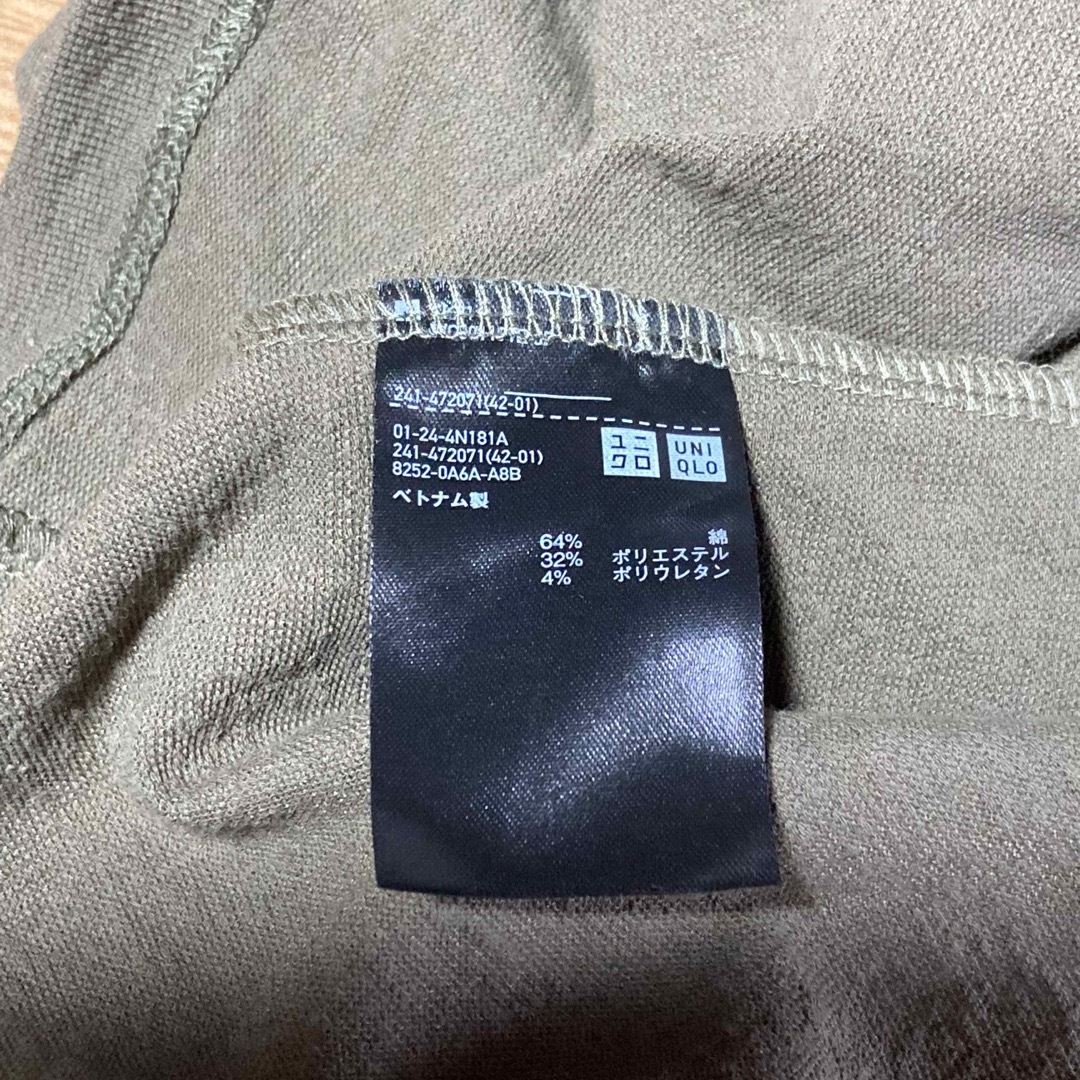 241-472071(42-01)
01-24-4N181A
241-472071(42-01)
8252-0A6A-A8B
ベトナム製
ユニ
クロ
UNI
QLO
64% 綿
32% ポリエステル
4% ポリウレタン